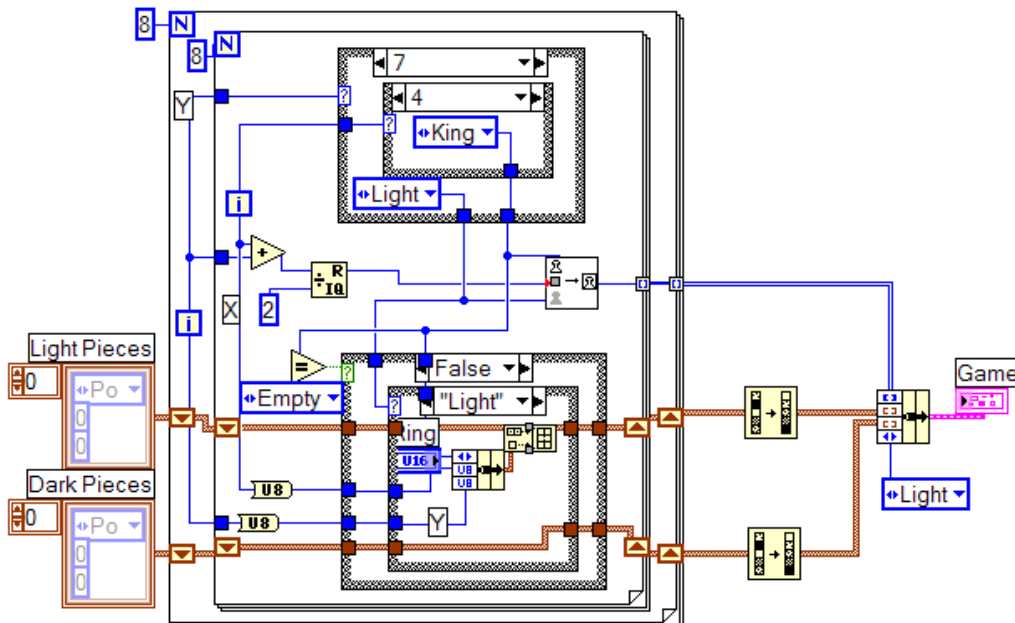 8 N
8 N
7
Y
?
4
?
King
Light
i
+
R
IQ
2
X
i
Light Pieces
0
Po
0
0
=
?
False
Empty
?
"Light"
King
U16
U8
U8
U8
U8
Y
Dark Pieces
0
Po
0
0
Game
Light